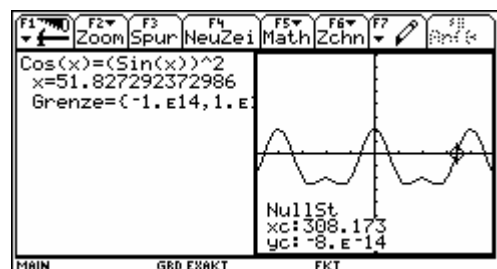 F1 F2 F3 F4 F5 F6 F7
Zoom Spur NeuZei Math Zchn
Cos(x)=(Sin(x))^2
x=51.827292372986
Grenze={-1.E14,1.E
NullSt
xc:308.173
yc:-8.E-14
MAIN GRD EXAKT FKT